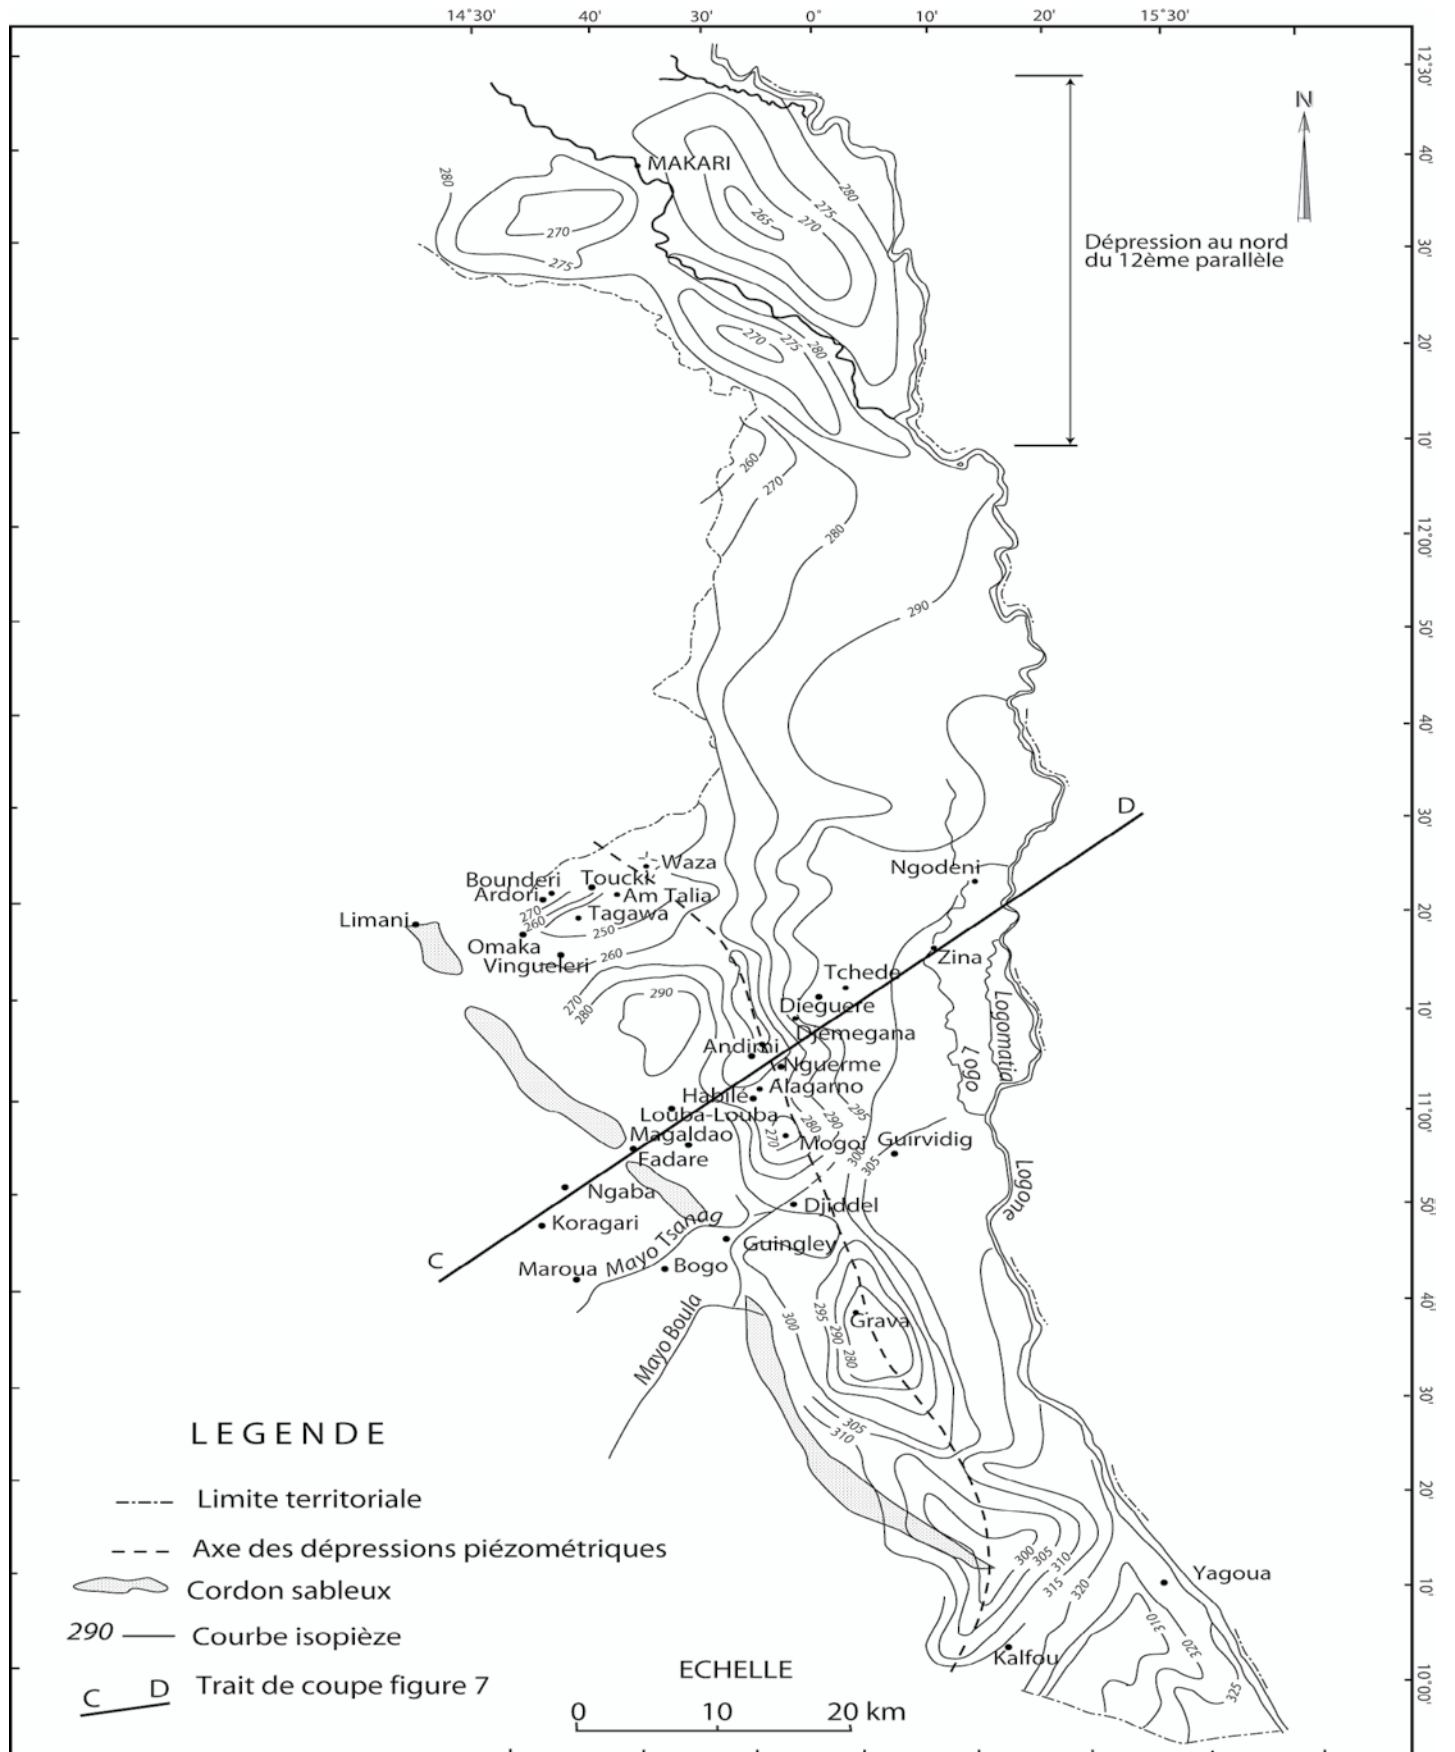 14°30' 40' 30' 0° 10' 20' 15°30'
12°30'
40'
30'
20'
10'
12°00'
50'
40'
30'
20'
10'
11°00'
50'
40'
30'
20'
10'
10°00'
N
Dépression au nord
du 12ème parallèle
MAKARI
280
270
275
265
270
275
280
270
275
280
260
270
280
290
D
Waza
Ngodeni
Bounderi
Touckk
Ardori
Am Talia
270
Tagawa
260
250
Limani
Omaka
260
Vingueleri
Zina
Tchede
270
280
290
Dieguere
Djemegana
Logomatia
Logo
Andimi
Nguerme
Alagarno
Habilé
Louba-Louba
295
290
280
270
Magaldao
Mogoi
Guirvidig
Fadare
300
305
Ngaba
Logone
Djiddel
Koragari
Mayo Tsanag
Guingley
C
Maroua
Bogo
Mayo Boula
300
295
290
280
Grava
305
310
300
305
310
315
320
Yagoua
310
320
325
Kalfou
LEGENDE
Limite territoriale
Axe des dépressions piézométriques
Cordon sableux
290 Courbe isopièze
C D Trait de coupe figure 7
ECHELLE
0 10 20 km